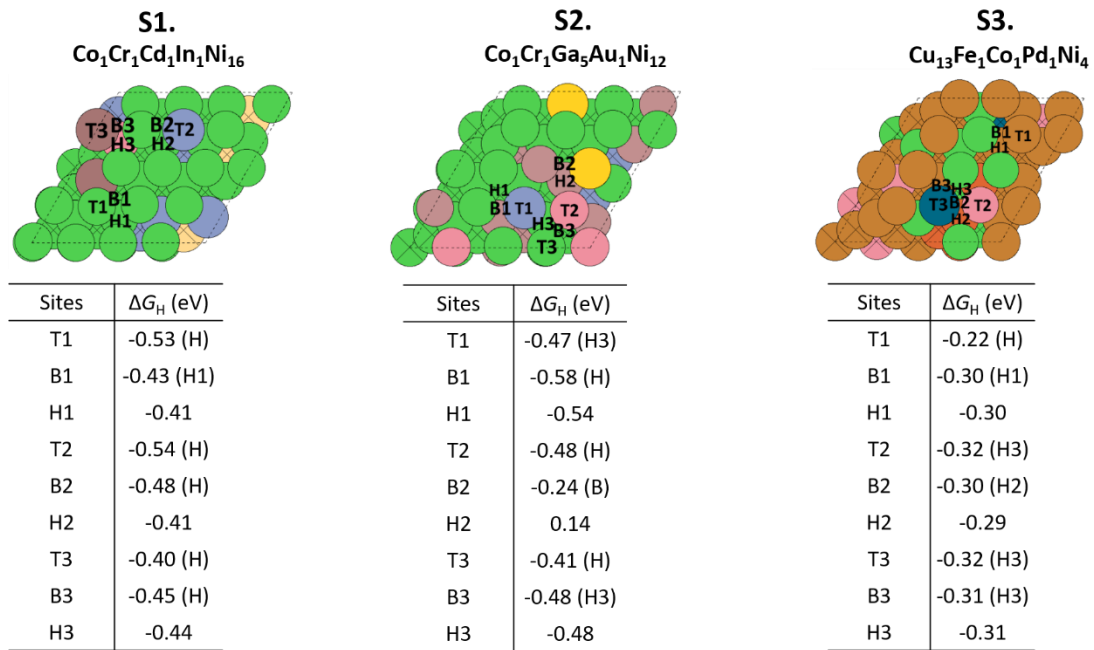 S1.
Co₁Cr₁Cd₁In₁Ni₁₆
T3 B3 B2 T2
H3 H2
B1
T1
H1
Sites ΔG_H (eV)
T1 -0.53 (H)
B1 -0.43 (H1)
H1 -0.41
T2 -0.54 (H)
B2 -0.48 (H)
H2 -0.41
T3 -0.40 (H)
B3 -0.45 (H)
H3 -0.44
S2.
Co₁Cr₁Ga₅Au₁Ni₁₂
B2
H2
H1
B1 T1 T2
H3
B3
T3
Sites ΔG_H (eV)
T1 -0.47 (H3)
B1 -0.58 (H)
H1 -0.54
T2 -0.48 (H)
B2 -0.24 (B)
H2 0.14
T3 -0.41 (H)
B3 -0.48 (H3)
H3 -0.48
S3.
Cu₁₃Fe₁Co₁Pd₁Ni₄
B1 T1
H1
B3 H3
T3 B2 T2
H2
Sites ΔG_H (eV)
T1 -0.22 (H)
B1 -0.30 (H1)
H1 -0.30
T2 -0.32 (H3)
B2 -0.30 (H2)
H2 -0.29
T3 -0.32 (H3)
B3 -0.31 (H3)
H3 -0.31